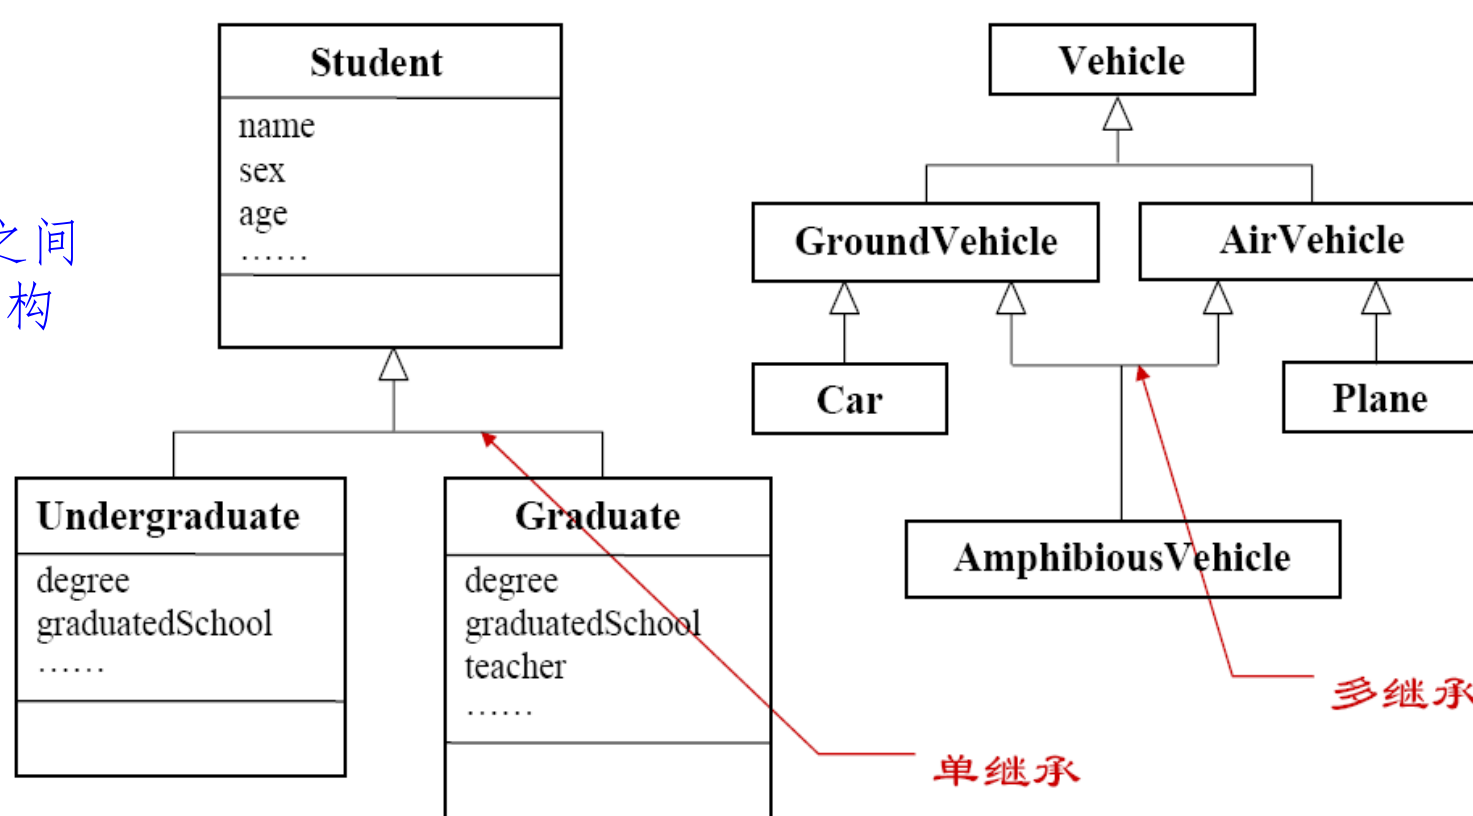 之间
构
Student
name
sex
age
……
Undergraduate
degree
graduatedSchool
……
Graduate
degree
graduatedSchool
teacher
……
单继承
Vehicle
GroundVehicle
AirVehicle
Car
Plane
AmphibiousVehicle
多继承